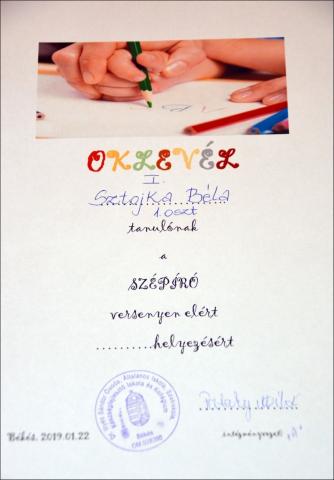 OKLEVÉL
I.
Sztojka Béla
1.oszt
tanulónak
a
SZÉPÍRÓ
versenyen elért
..........helyezésért
Békés, 2019.01.22
intézményvezető